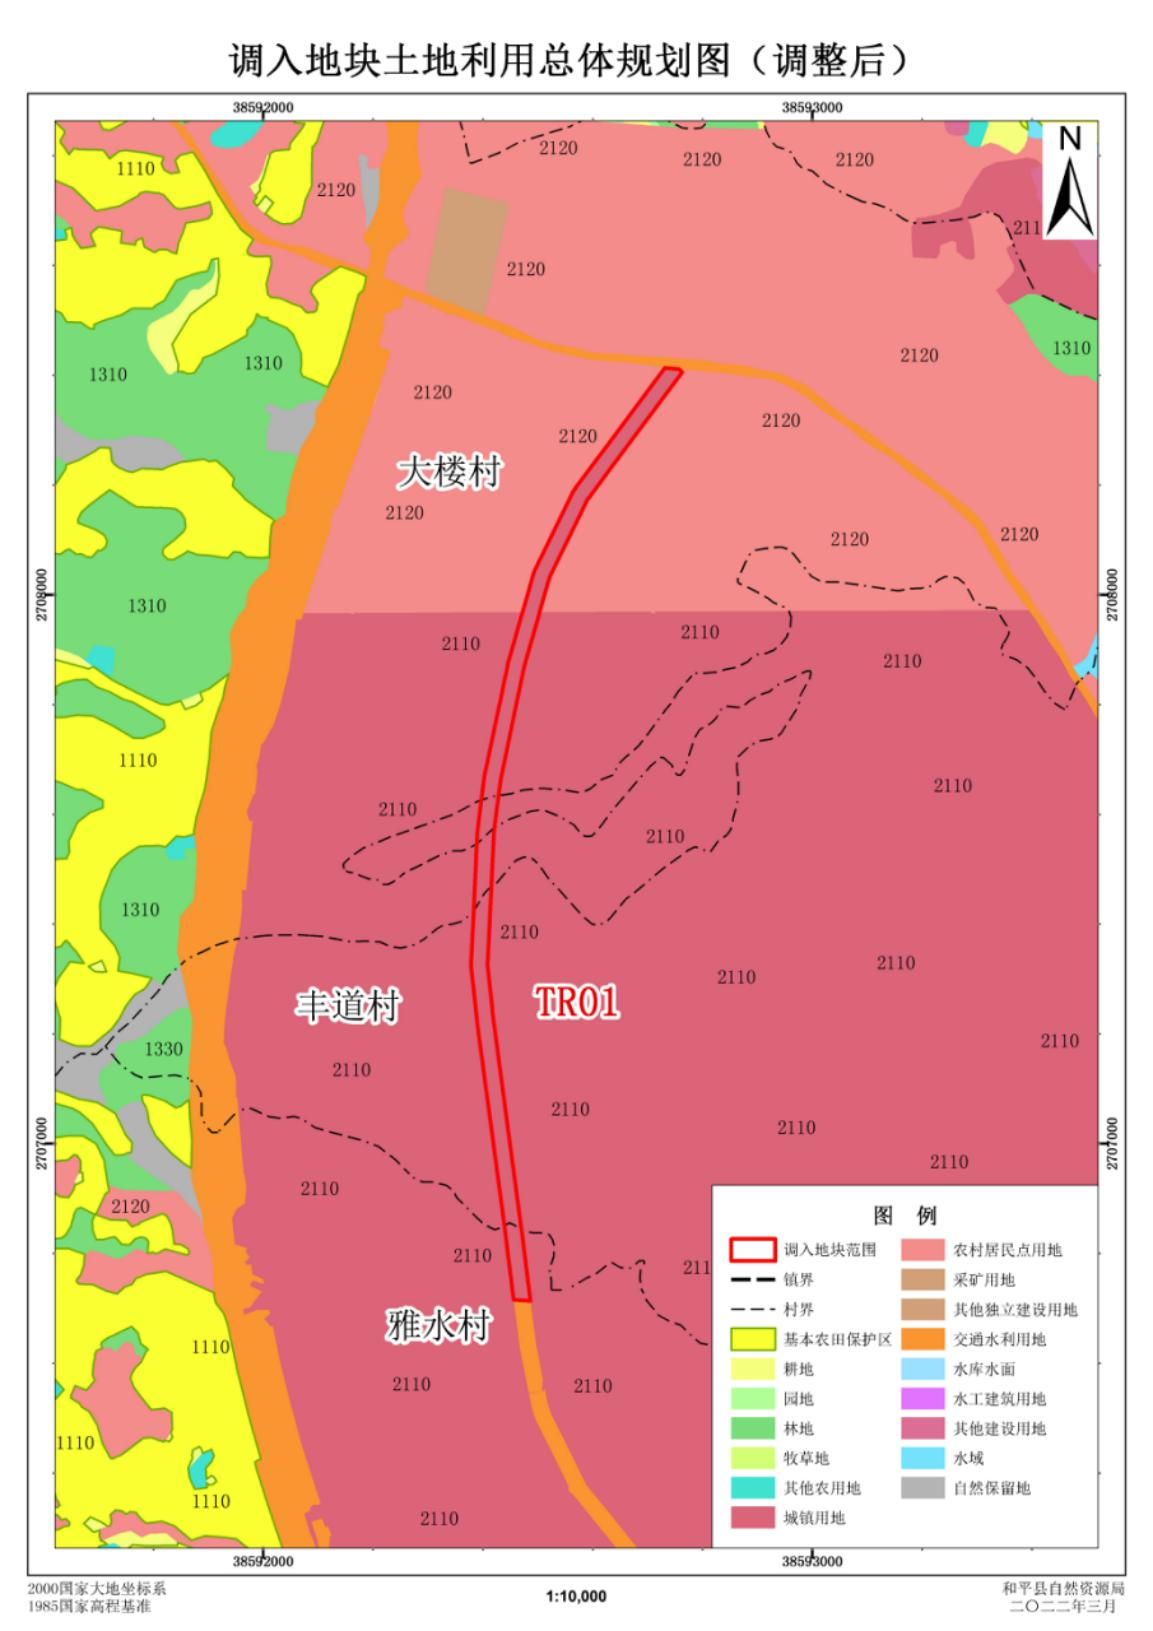 调入地块土地利用总体规划图（调整后）
38592000 38593000
N
2120 2120 2120
1110 2120
211
2120
1310 1310 2120 1310
2120 2120
2120
大楼村
2120
2120 2120
2708000 2708000
1310
2110 2110
2110
1110
2110
2110
2110
1310
2110
2110 2110
丰道村 TR01
1330 2110
2110
2110
2110
2707000 2707000
2110
2110
2120
2110
211
雅水村
1110
2110 2110
1110
1110
2110
图 例
调入地块范围 农村居民点用地
镇界 采矿用地
村界 其他独立建设用地
基本农田保护区 交通水利用地
耕地 水库水面
园地 水工建筑用地
林地 其他建设用地
牧草地 水域
其他农用地 自然保留地
城镇用地
38592000 38593000
2000国家大地坐标系
1985国家高程基准
1:10,000
和平县自然资源局
二〇二二年三月